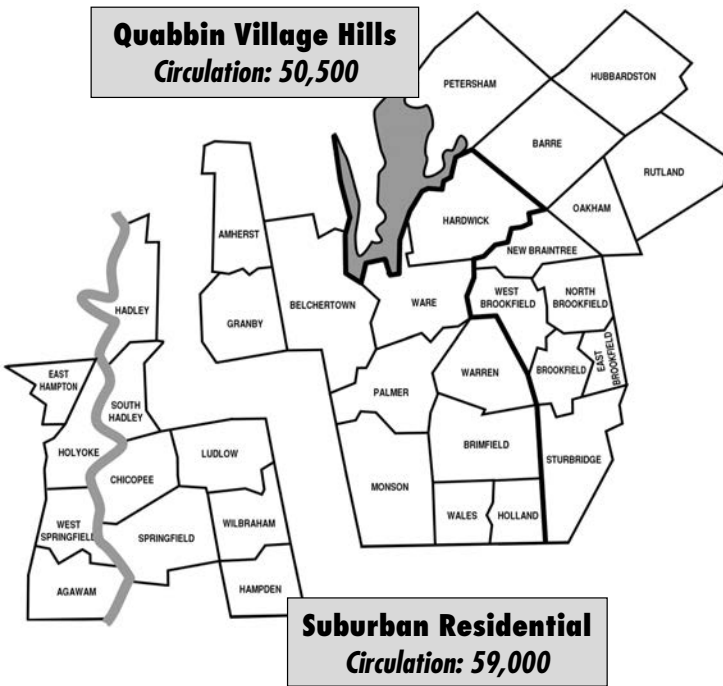 Quabbin Village Hills
Circulation: 50,500
PETERSHAM
HUBBARDSTON
BARRE
RUTLAND
OAKHAM
HARDWICK
NEW BRAINTREE
AMHERST
HADLEY
BELCHERTOWN
WARE
WEST
BROOKFIELD
NORTH
BROOKFIELD
GRANBY
EAST
HAMPTON
SOUTH
HADLEY
PALMER
WARREN
BROOKFIELD
EAST
BROOKFIELD
HOLYOKE
CHICOPEE
LUDLOW
BRIMFIELD
STURBRIDGE
MONSON
WEST
SPRINGFIELD
SPRINGFIELD
WILBRAHAM
WALES
HOLLAND
AGAWAM
HAMPDEN
Suburban Residential
Circulation: 59,000